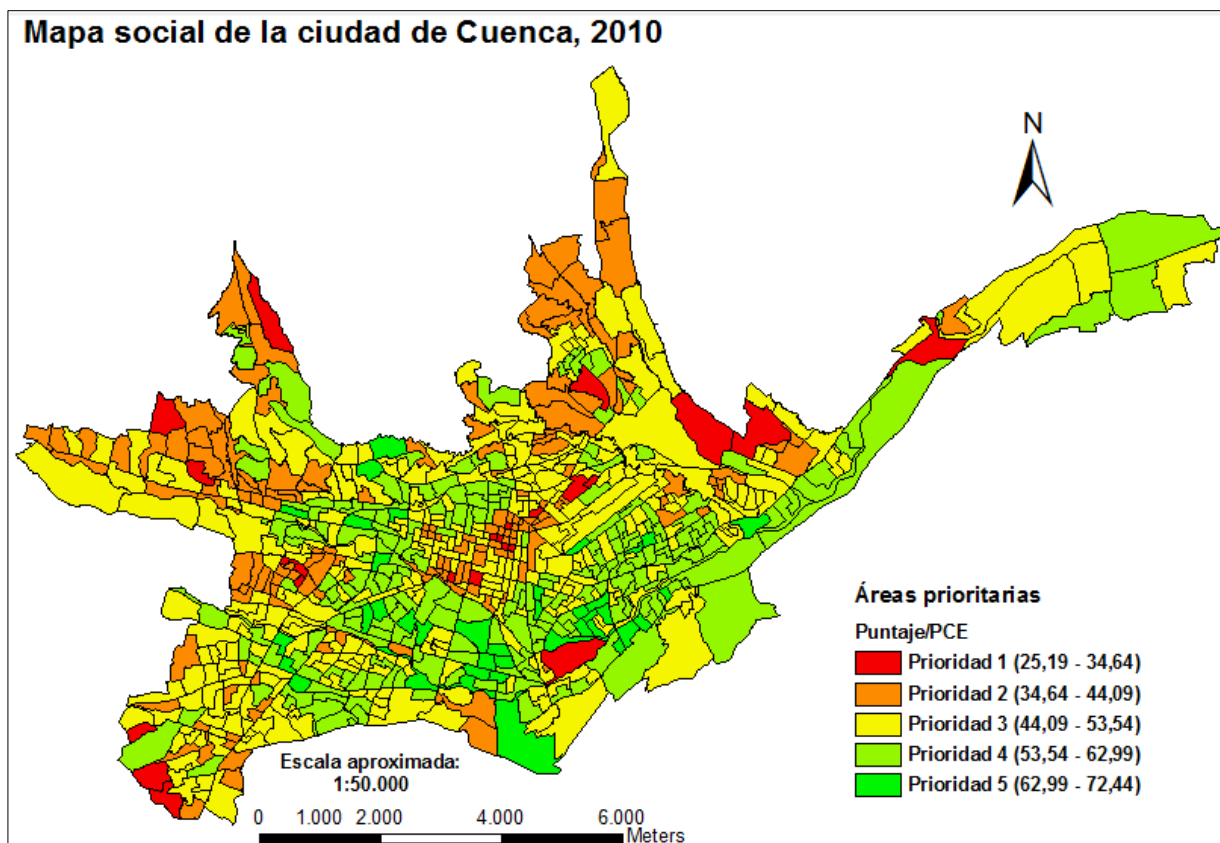 Mapa social de la ciudad de Cuenca, 2010
N
Áreas prioritarias
Puntaje/PCE
Prioridad 1 (25,19 - 34,64)
Prioridad 2 (34,64 - 44,09)
Prioridad 3 (44,09 - 53,54)
Prioridad 4 (53,54 - 62,99)
Prioridad 5 (62,99 - 72,44)
Escala aproximada:
1:50.000
0 1.000 2.000 4.000 6.000
Meters